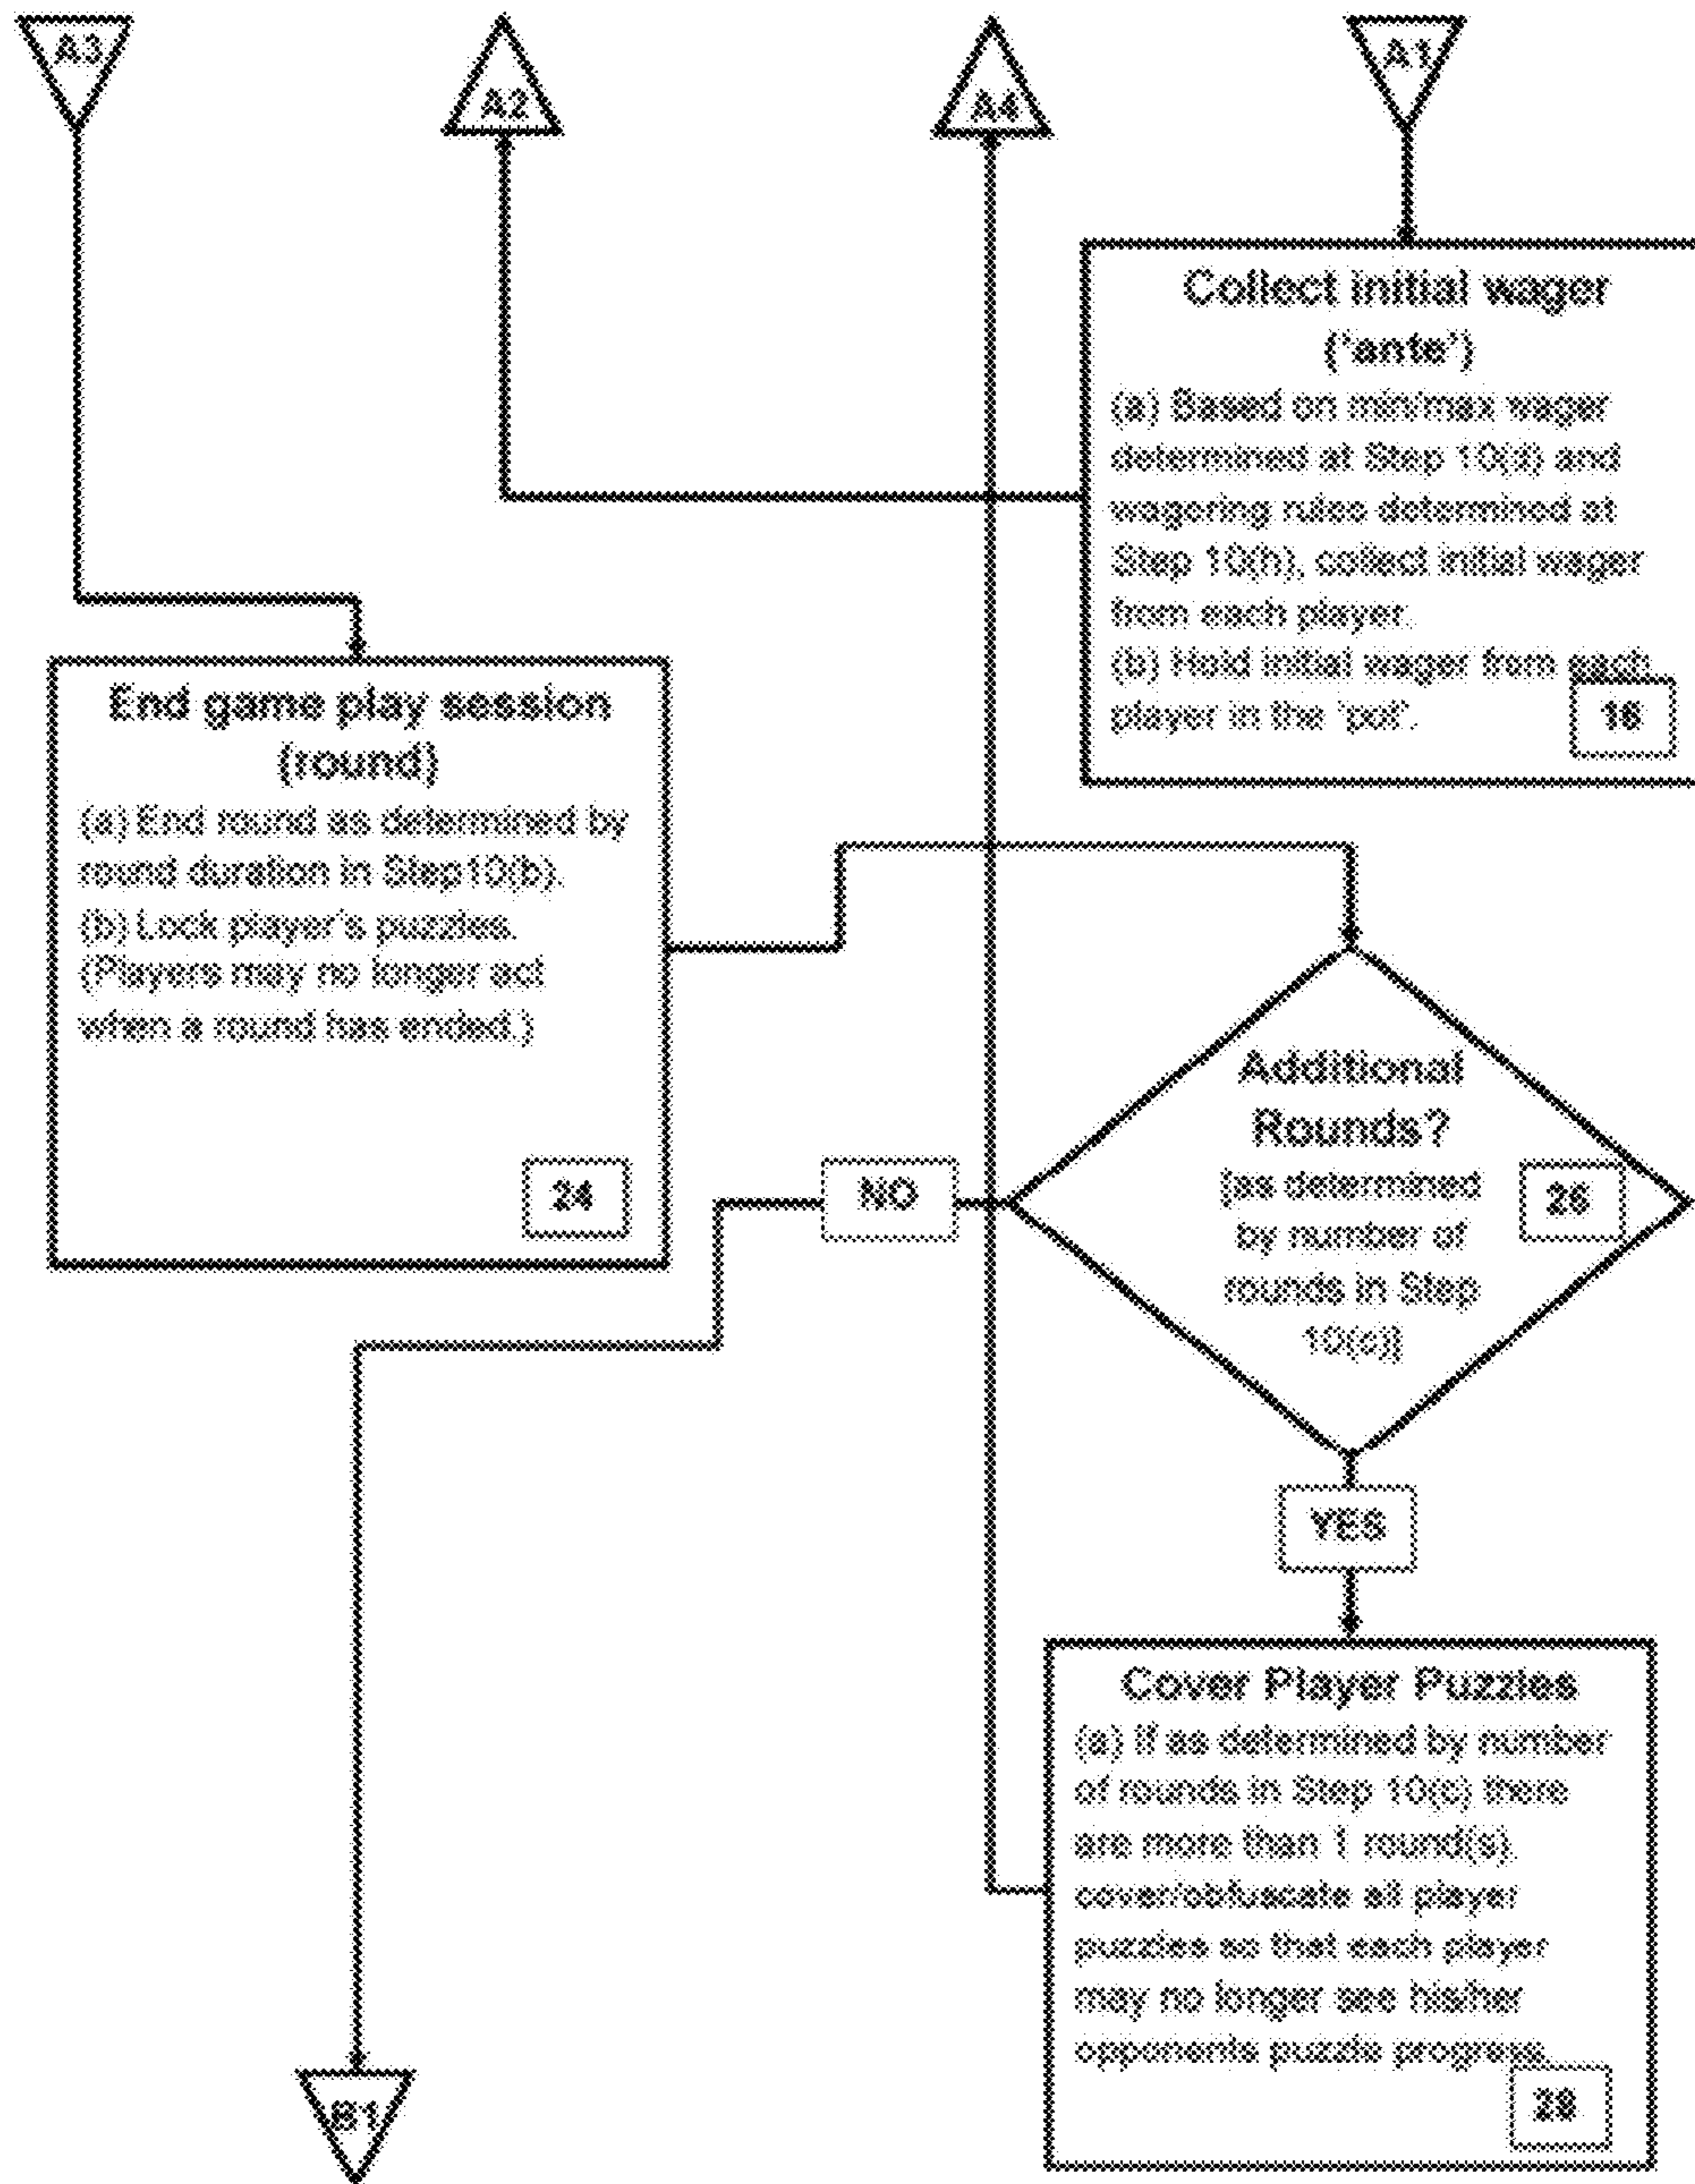 A3
A2
A4
A1
Collect initial wager
('ante')
(a) Based on min/max wager
determined at Step 10(d) and
wagering rules determined at
Step 10(h), collect initial wager
from each player.
(b) Hold initial wager from each
player in the 'pot'.
16
End game play session
(round)
(a) End round as determined by
round duration in Step10(b).
(b) Lock player's puzzles.
(Players may no longer act
when a round has ended.)
24
Additional
Rounds?
[as determined
by number of
rounds in Step
10(c)]
26
NO
YES
Cover Player Puzzles
(a) If as determined by number
of rounds in Step 10(c) there
are more than 1 round(s),
cover/obfuscate all player
puzzles so that each player
may no longer see his/her
opponents puzzle progress.
28
B1